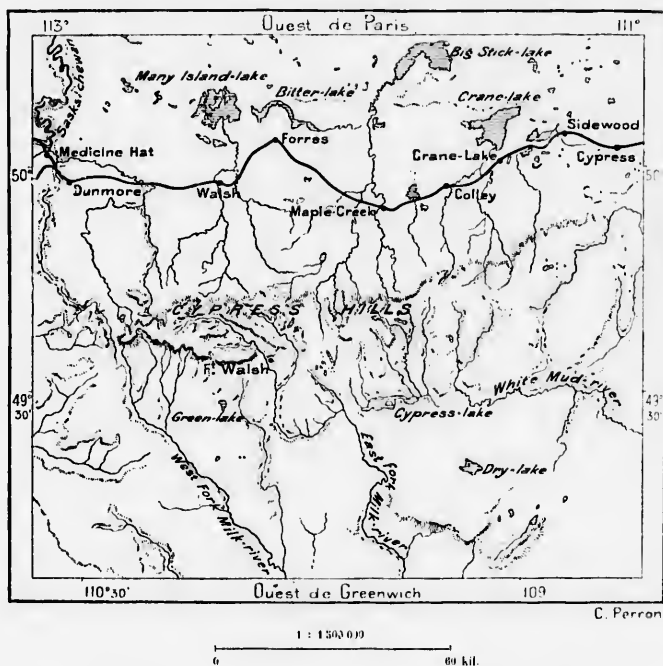 113° Ouest de Paris 111°
Big Stick-lake
Many Island-lake
Bitter-lake
Crane-lake
Saskatchewan
Sidewood
Forres
Medicine Hat
Crane-Lake
Cypress
50° 50°
Dunmore
Walsh
Colley
Maple Creek
CYPRESS HILLS
Ft. Walsh
White Mud-river
49° 30' 49° 30'
Green-lake
Cypress-lake
West Fork Milk-river
East Fork Milk-river
Dry-lake
110°30' Ouest de Greenwich 109
C. Perron
1 : 1 500 000
0 60 kil.